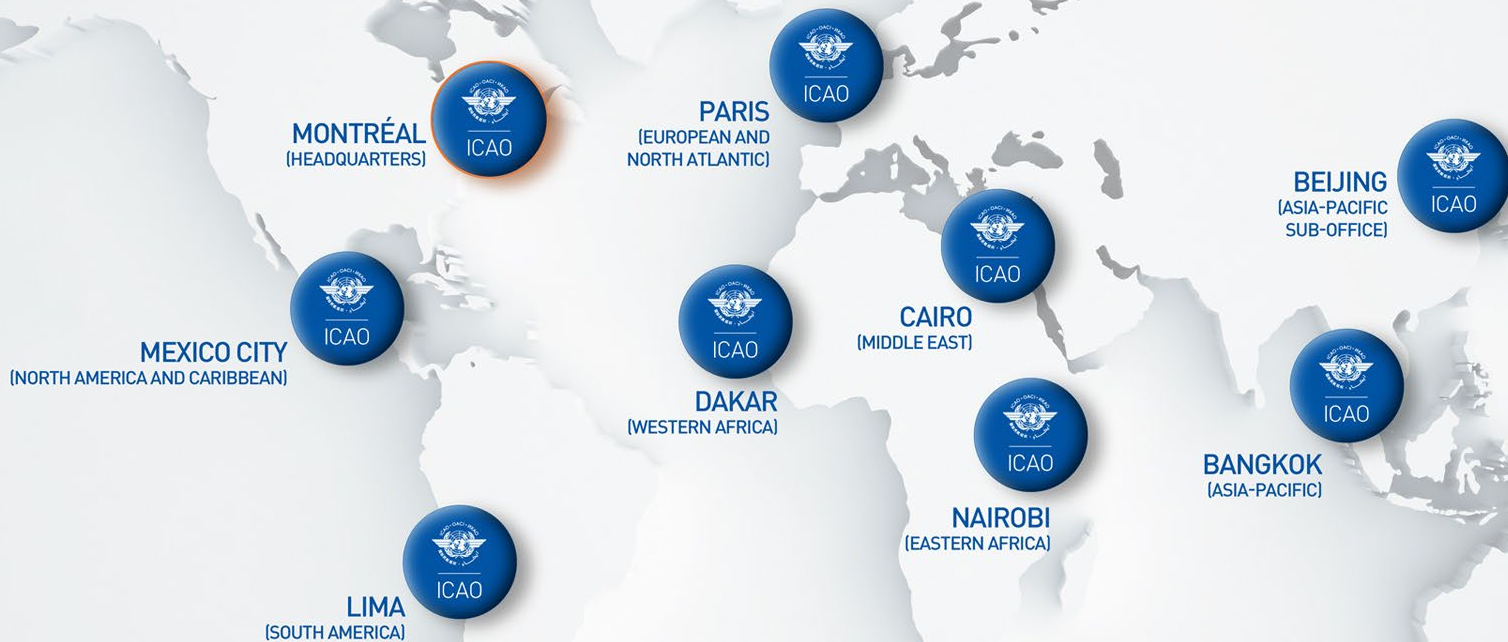 MONTRÉAL
(HEADQUARTERS)
ICAO
PARIS
(EUROPEAN AND
NORTH ATLANTIC)
ICAO
BEIJING
(ASIA-PACIFIC
SUB-OFFICE)
ICAO
MEXICO CITY
(NORTH AMERICA AND CARIBBEAN)
ICAO
DAKAR
(WESTERN AFRICA)
ICAO
CAIRO
(MIDDLE EAST)
ICAO
BANGKOK
(ASIA-PACIFIC)
ICAO
NAIROBI
(EASTERN AFRICA)
ICAO
LIMA
(SOUTH AMERICA)
ICAO